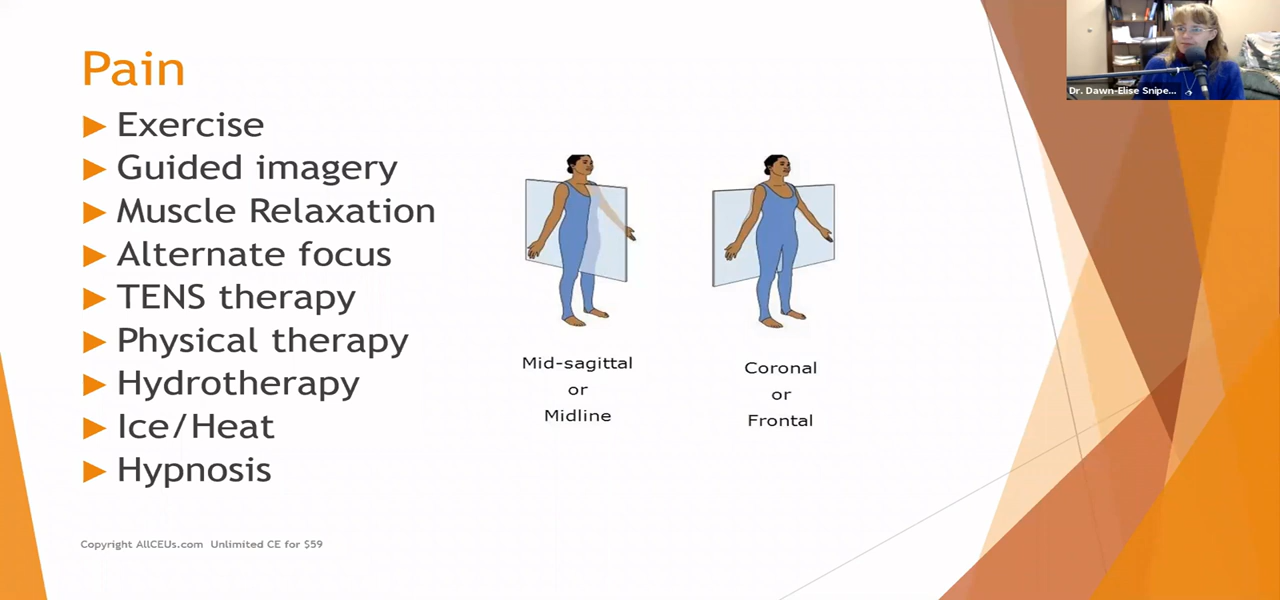 Pain
Exercise
Guided imagery
Muscle Relaxation
Alternate focus
TENS therapy
Physical therapy
Hydrotherapy
Ice/Heat
Hypnosis
Mid-sagittal
or
Midline
Coronal
or
Frontal
Copyright AllCEUs.com Unlimited CE for $59
Dr. Dawn-Elise Snipe...